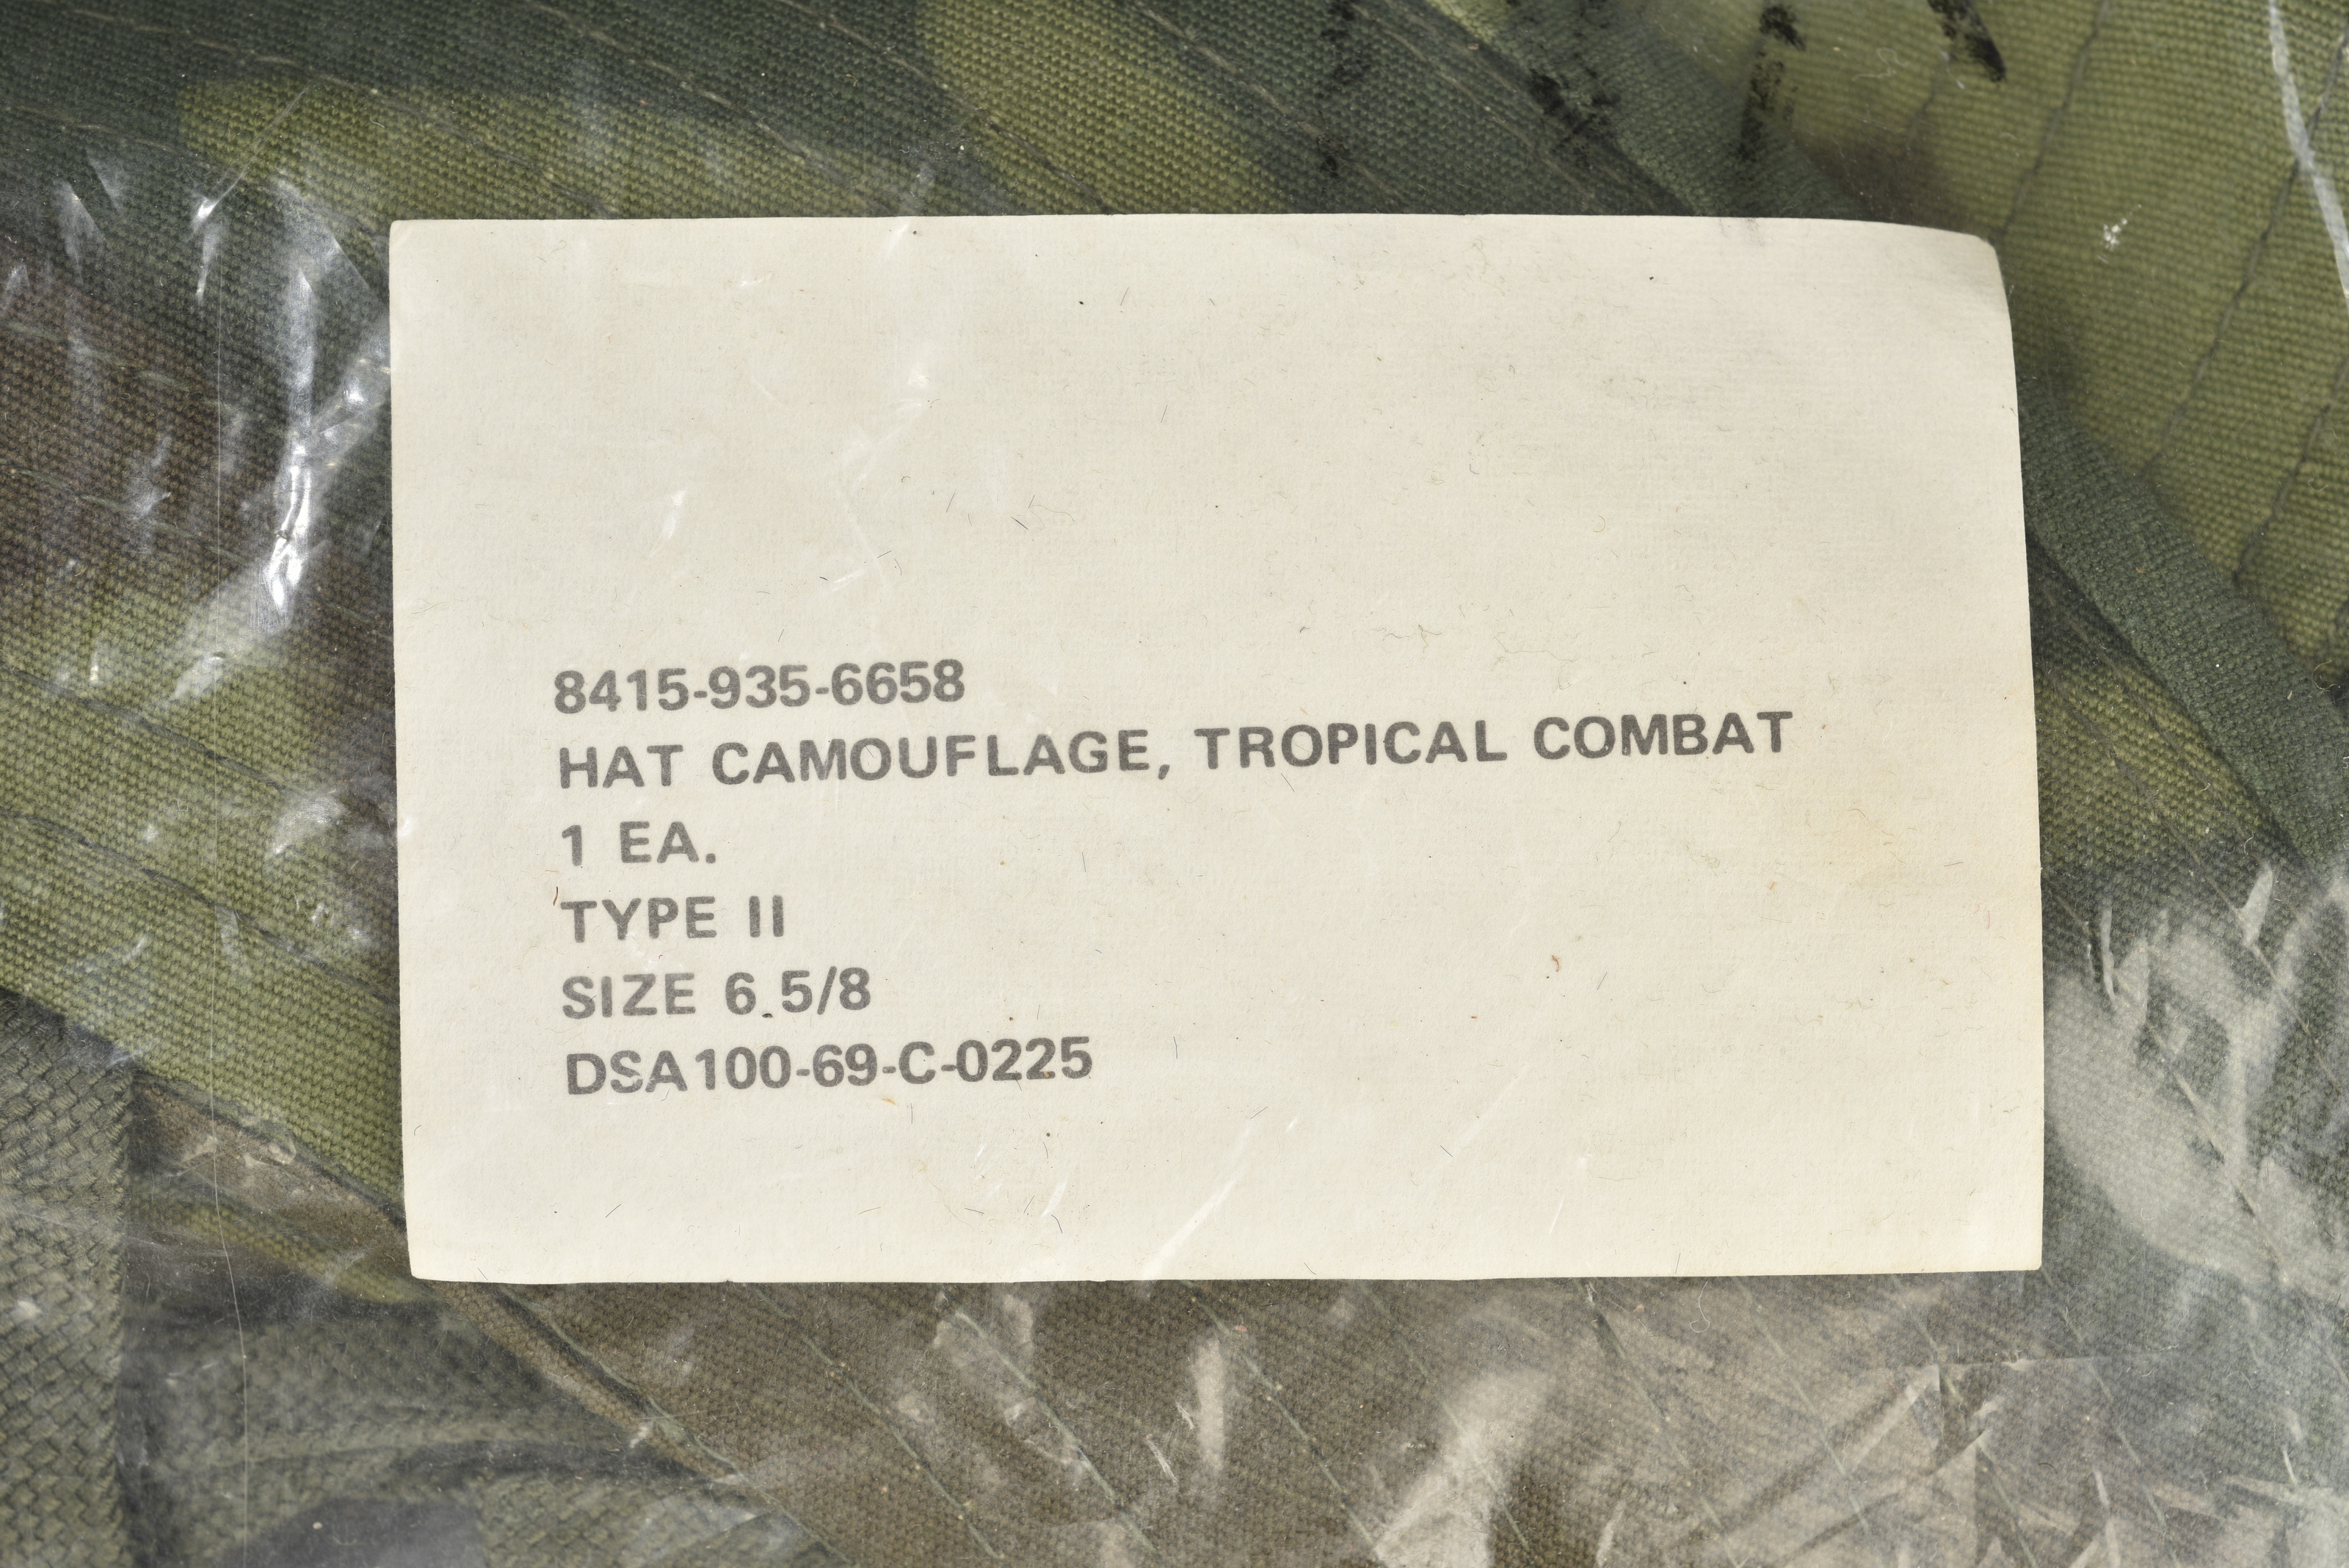 8415-935-6658
HAT CAMOUFLAGE, TROPICAL COMBAT
1 EA.
TYPE II
SIZE 6 5/8
DSA100-69-C-0225